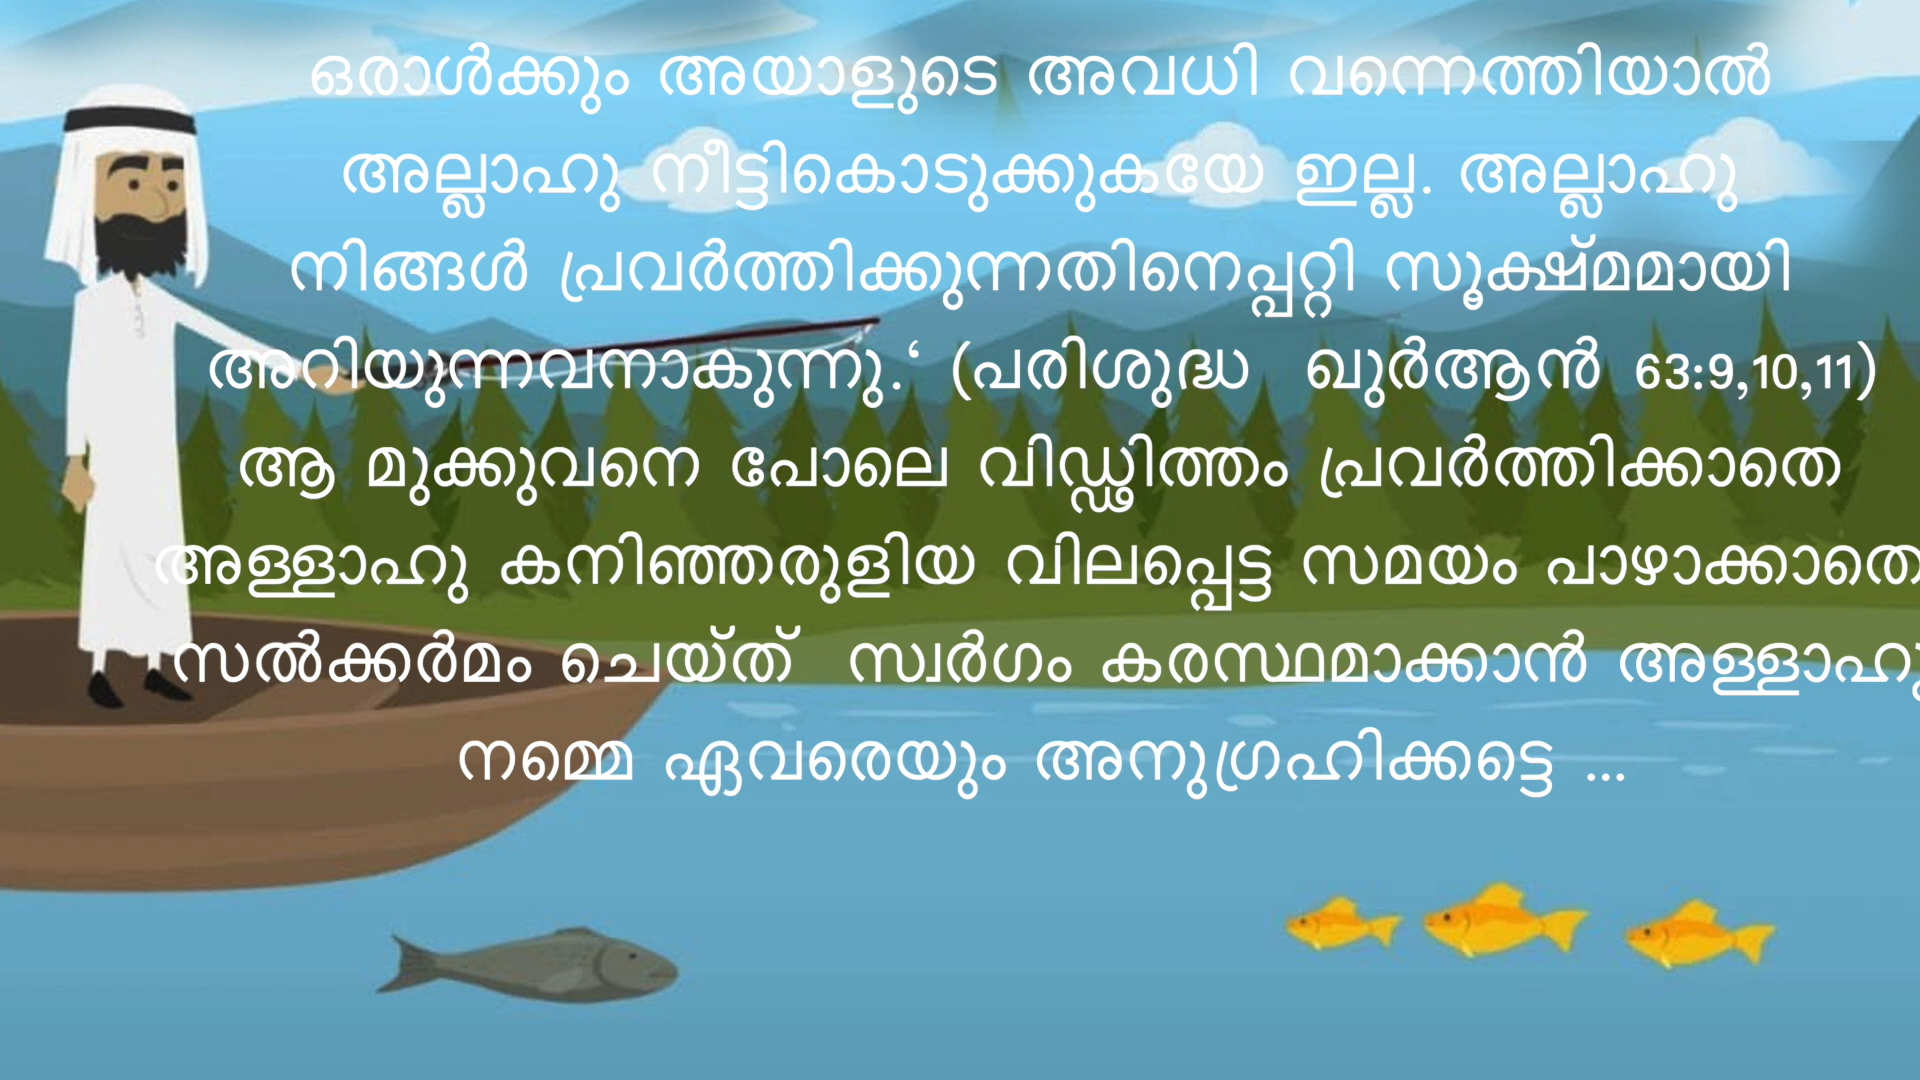 ഒരാൾക്കും അയാളുടെ അവധി വന്നെത്തിയാൽ
അല്ലാഹു നീട്ടികൊടുക്കുകയേ ഇല്ല. അല്ലാഹു
നിങ്ങൾ പ്രവർത്തിക്കുന്നതിനെപ്പറ്റി സൂക്ഷ്മമായി
അറിയുന്നവനാകുന്നു.‘ (പരിശുദ്ധ ഖുർആൻ 63:9,10,11)
ആ മുക്കുവനെ പോലെ വിഡ്ഢിത്തം പ്രവർത്തിക്കാതെ
അള്ളാഹു കനിഞ്ഞരുളിയ വിലപ്പെട്ട സമയം പാഴാക്കാതെ
സൽക്കർമം ചെയ്ത് സ്വർഗം കരസ്ഥമാക്കാൻ അള്ളാഹു
നമ്മെ ഏവരെയും അനുഗ്രഹിക്കട്ടെ ...